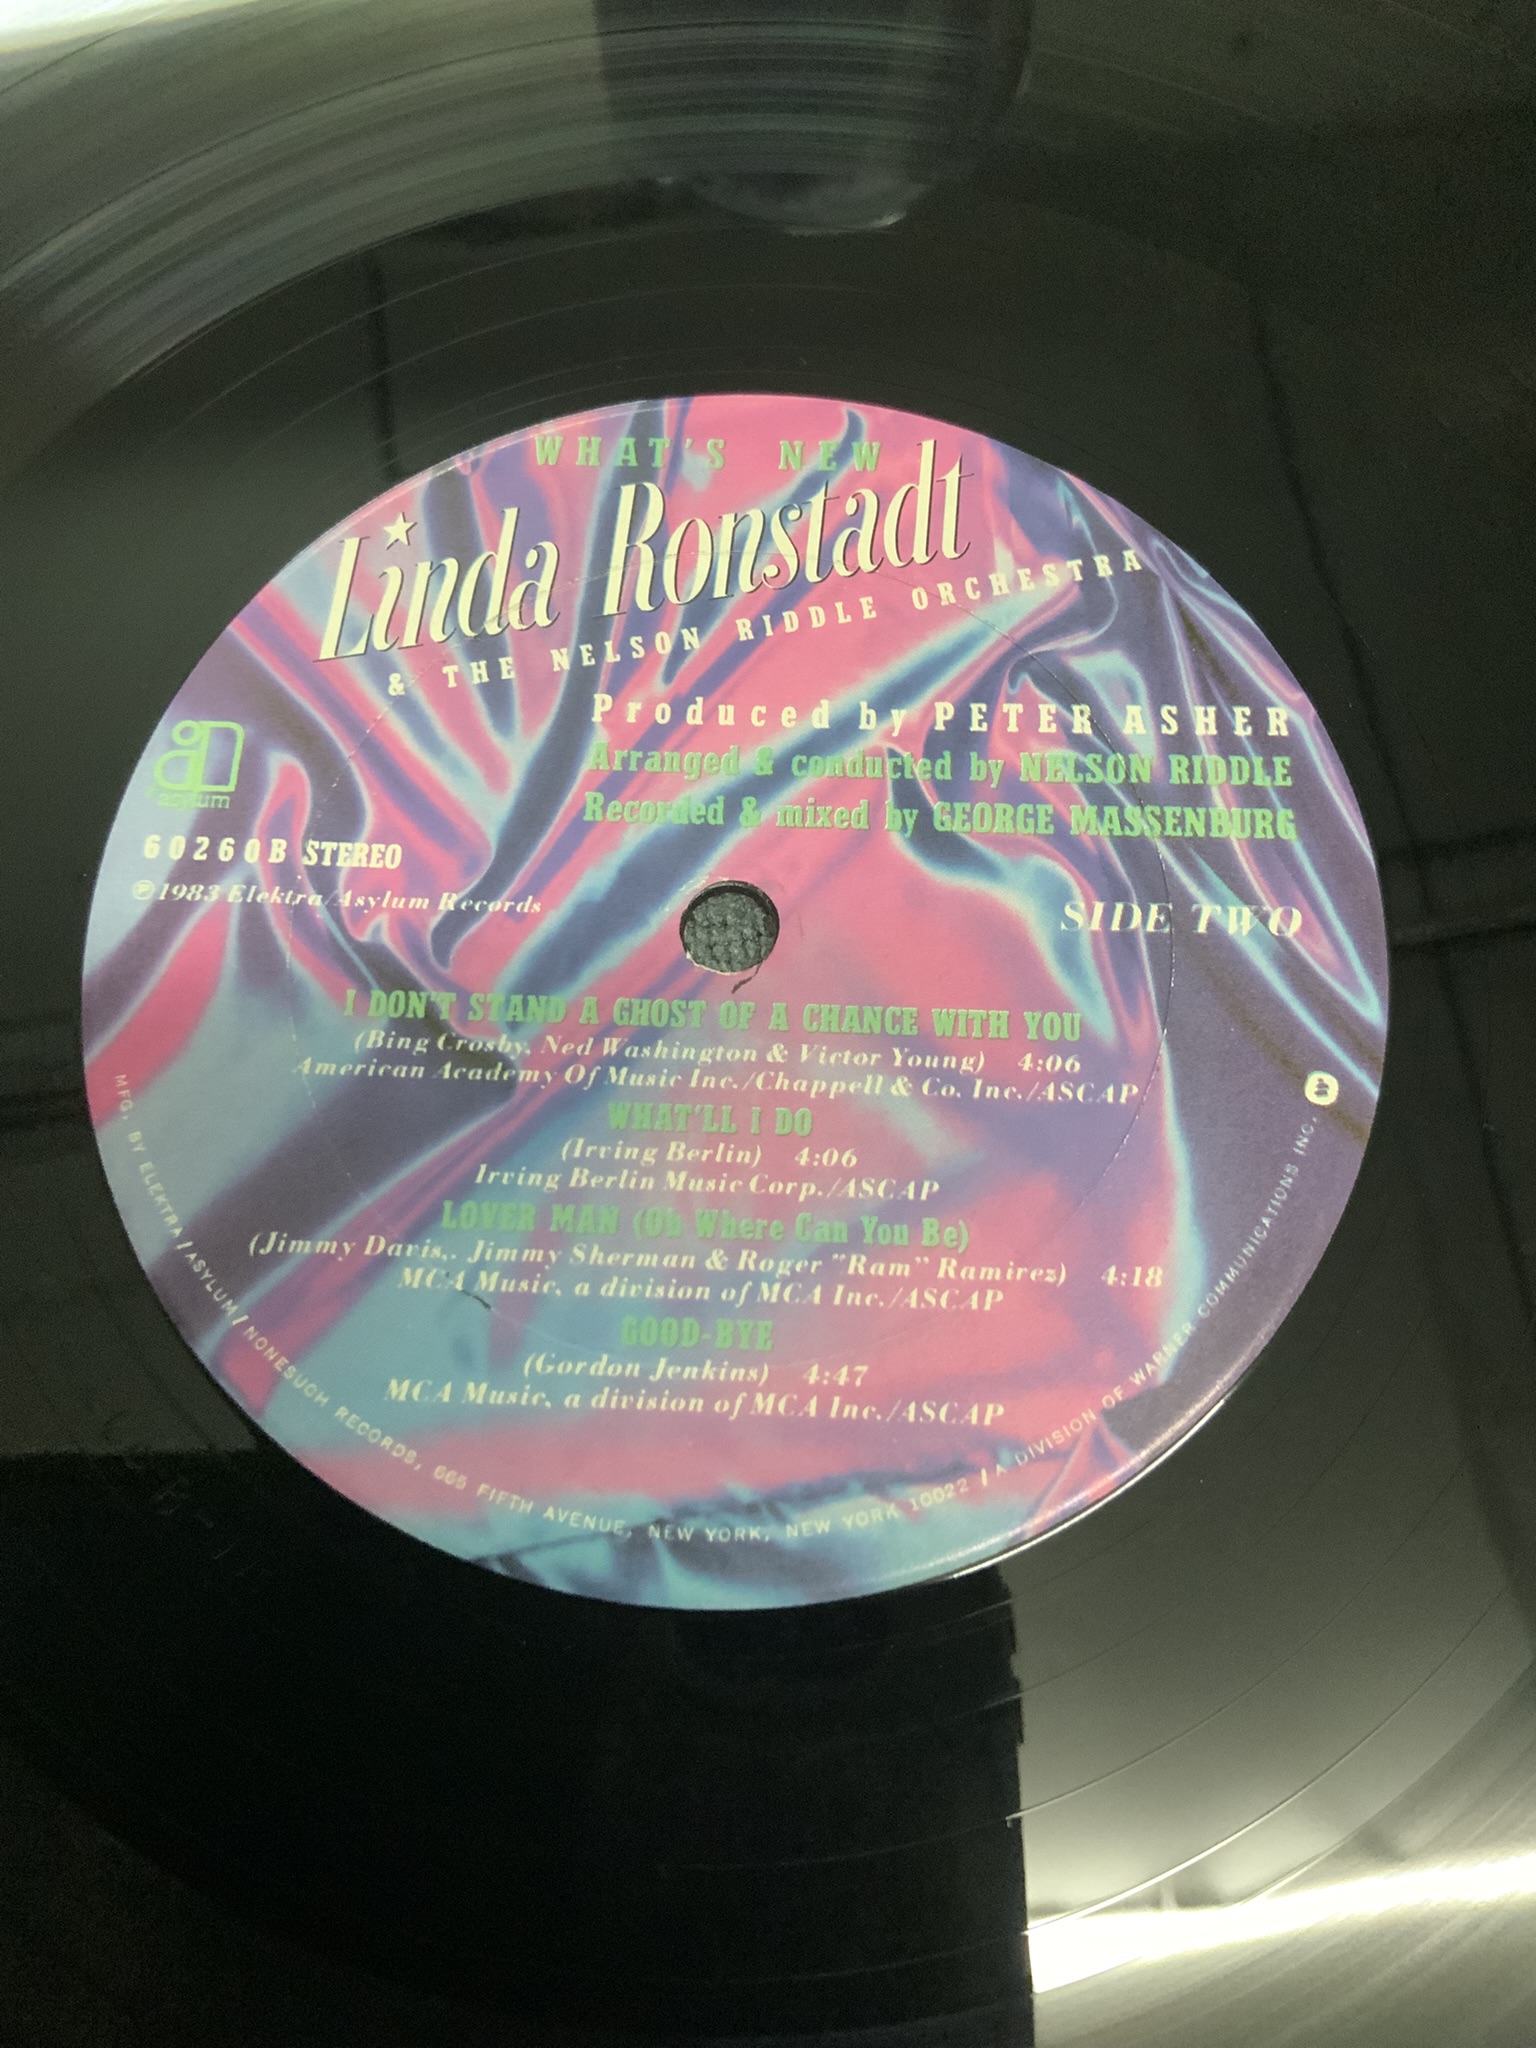 WHAT'S NEW
Linda Ronstadt
& THE NELSON RIDDLE ORCHESTRA
Produced by PETER ASHER
Arranged & conducted by NELSON RIDDLE
Recorded & mixed by GEORGE MASSENBURG
asylum
60260B STEREO
℗ 1983 Elektra/Asylum Records
SIDE TWO
I DON'T STAND A GHOST OF A CHANCE WITH YOU
(Bing Crosby, Ned Washington & Victor Young) 4:06
American Academy Of Music Inc./Chappell & Co. Inc./ASCAP
WHAT'LL I DO
(Irving Berlin) 4:06
Irving Berlin Music Corp./ASCAP
LOVER MAN (Oh Where Can You Be)
(Jimmy Davis,. Jimmy Sherman & Roger "Ram" Ramirez) 4:18
MCA Music, a division of MCA Inc./ASCAP
GOOD-BYE
(Gordon Jenkins) 4:47
MCA Music, a division of MCA Inc./ASCAP
MFG. BY ELEKTRA/ASYLUM/NONESUCH RECORDS, 665 FIFTH AVENUE, NEW YORK, NEW YORK 10022 / A DIVISION OF WARNER COMMUNICATIONS INC.